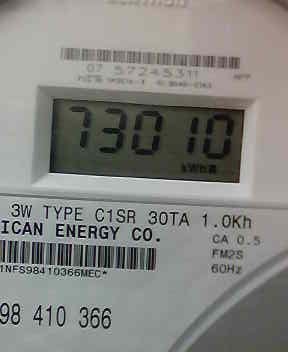 07 57245311
73010
kWh
3W TYPE C1SR 30TA 1.0Kh
ICAN ENERGY CO.
CA 0.5
FM2S
1NFS98410366MEC*
60Hz
98 410 366